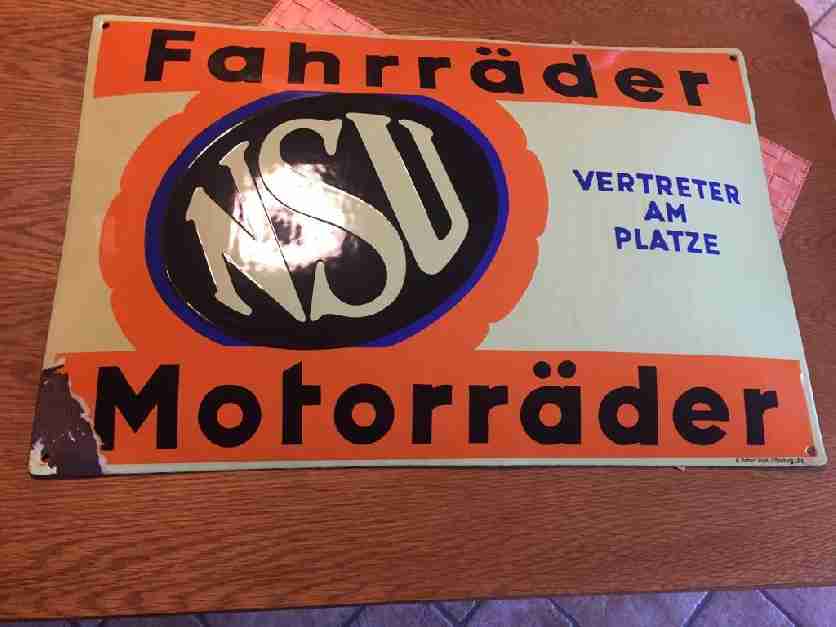 Fahrräder
NSU
VERTRETER
AM
PLATZE
Motorräder